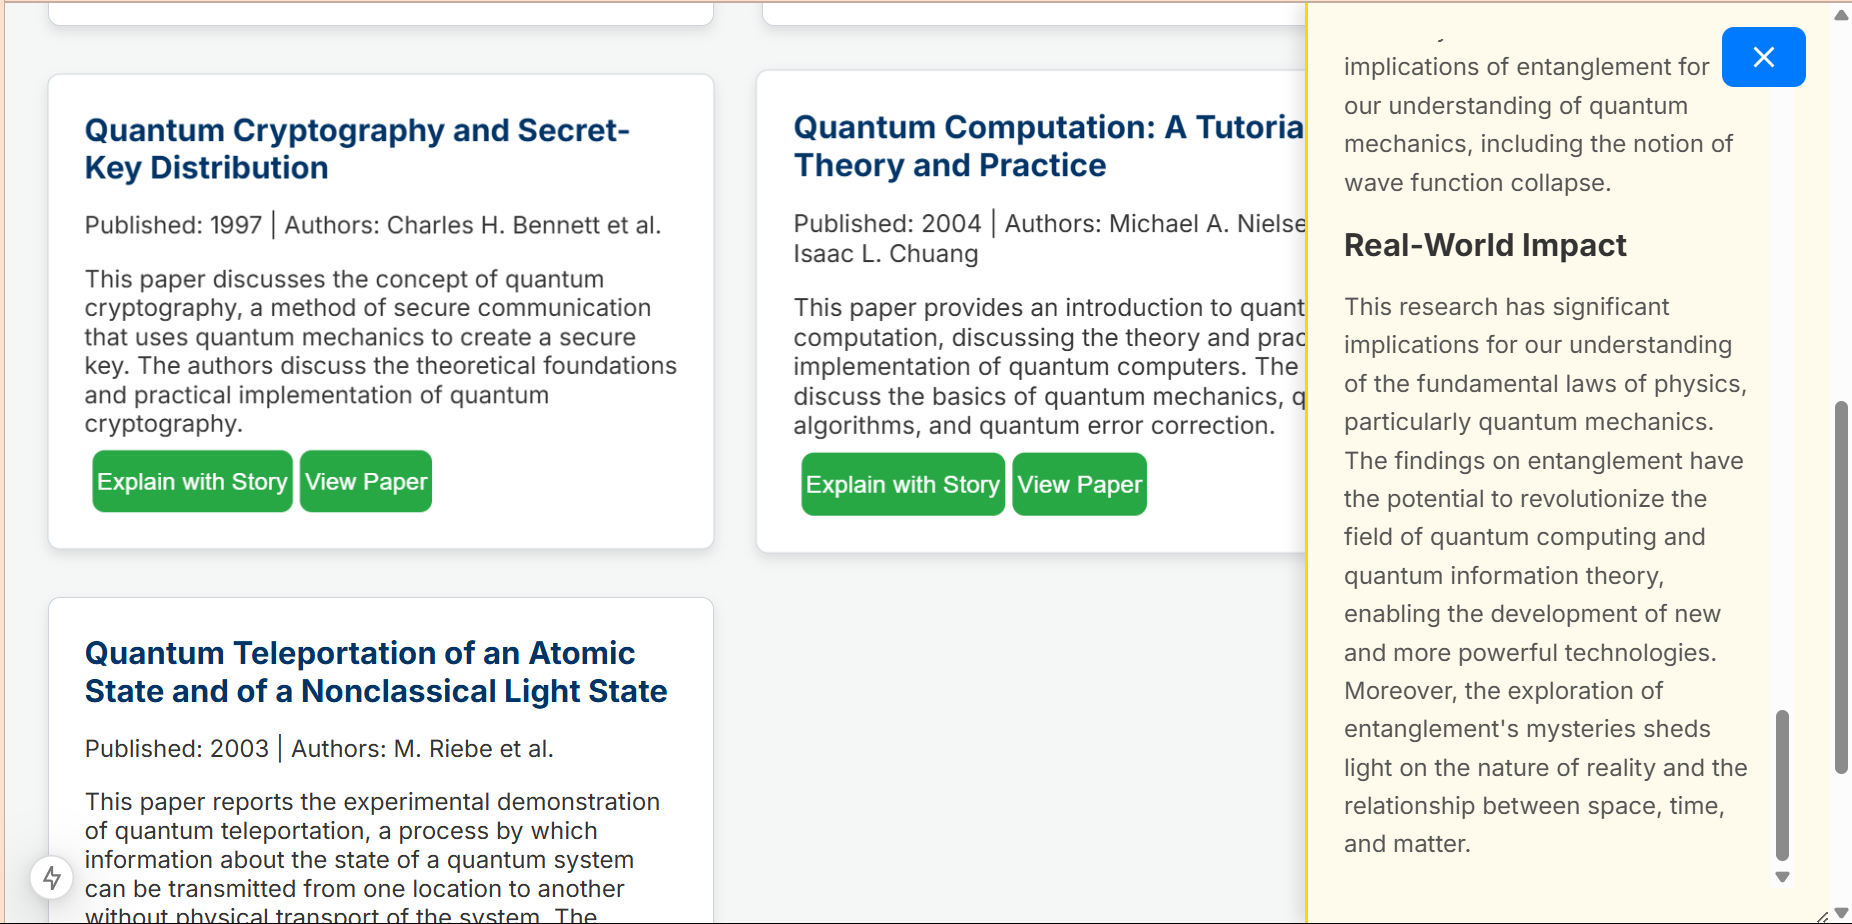 Quantum Cryptography and Secret-
Key Distribution
Published: 1997 | Authors: Charles H. Bennett et al.
This paper discusses the concept of quantum
cryptography, a method of secure communication
that uses quantum mechanics to create a secure
key. The authors discuss the theoretical foundations
and practical implementation of quantum
cryptography.
Explain with Story
View Paper
Quantum Computation: A Tutoria
Theory and Practice
Published: 2004 | Authors: Michael A. Nielse
Isaac L. Chuang
This paper provides an introduction to quant
computation, discussing the theory and prac
implementation of quantum computers. The
discuss the basics of quantum mechanics, q
algorithms, and quantum error correction.
Explain with Story
View Paper
Quantum Teleportation of an Atomic
State and of a Nonclassical Light State
Published: 2003 | Authors: M. Riebe et al.
This paper reports the experimental demonstration
of quantum teleportation, a process by which
information about the state of a quantum system
can be transmitted from one location to another
without physical transport of the system. The
implications of entanglement for
our understanding of quantum
mechanics, including the notion of
wave function collapse.
Real-World Impact
This research has significant
implications for our understanding
of the fundamental laws of physics,
particularly quantum mechanics.
The findings on entanglement have
the potential to revolutionize the
field of quantum computing and
quantum information theory,
enabling the development of new
and more powerful technologies.
Moreover, the exploration of
entanglement's mysteries sheds
light on the nature of reality and the
relationship between space, time,
and matter.